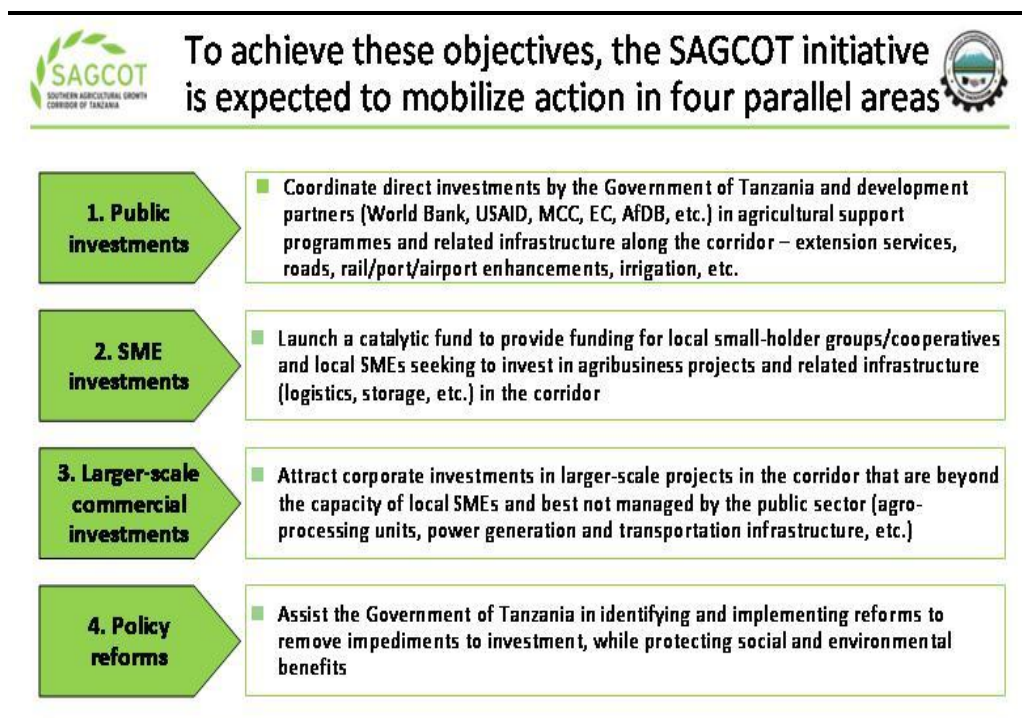 SAGCOT
SOUTHERN AGRICULTURAL GROWTH
CORRIDOR OF TANZANIA
To achieve these objectives, the SAGCOT initiative
is expected to mobilize action in four parallel areas
1. Public
investments
Coordinate direct investments by the Government of Tanzania and development
partners (World Bank, USAID, MCC, EC, AfDB, etc.) in agricultural support
programmes and related infrastructure along the corridor – extension services,
roads, rail/port/airport enhancements, irrigation, etc.
2. SME
investments
Launch a catalytic fund to provide funding for local small-holder groups/cooperatives
and local SMEs seeking to invest in agribusiness projects and related infrastructure
(logistics, storage, etc.) in the corridor
3. Larger-scale
commercial
investments
Attract corporate investments in larger-scale projects in the corridor that are beyond
the capacity of local SMEs and best not managed by the public sector (agro-
processing units, power generation and transportation infrastructure, etc.)
4. Policy
reforms
Assist the Government of Tanzania in identifying and implementing reforms to
remove impediments to investment, while protecting social and environmental
benefits